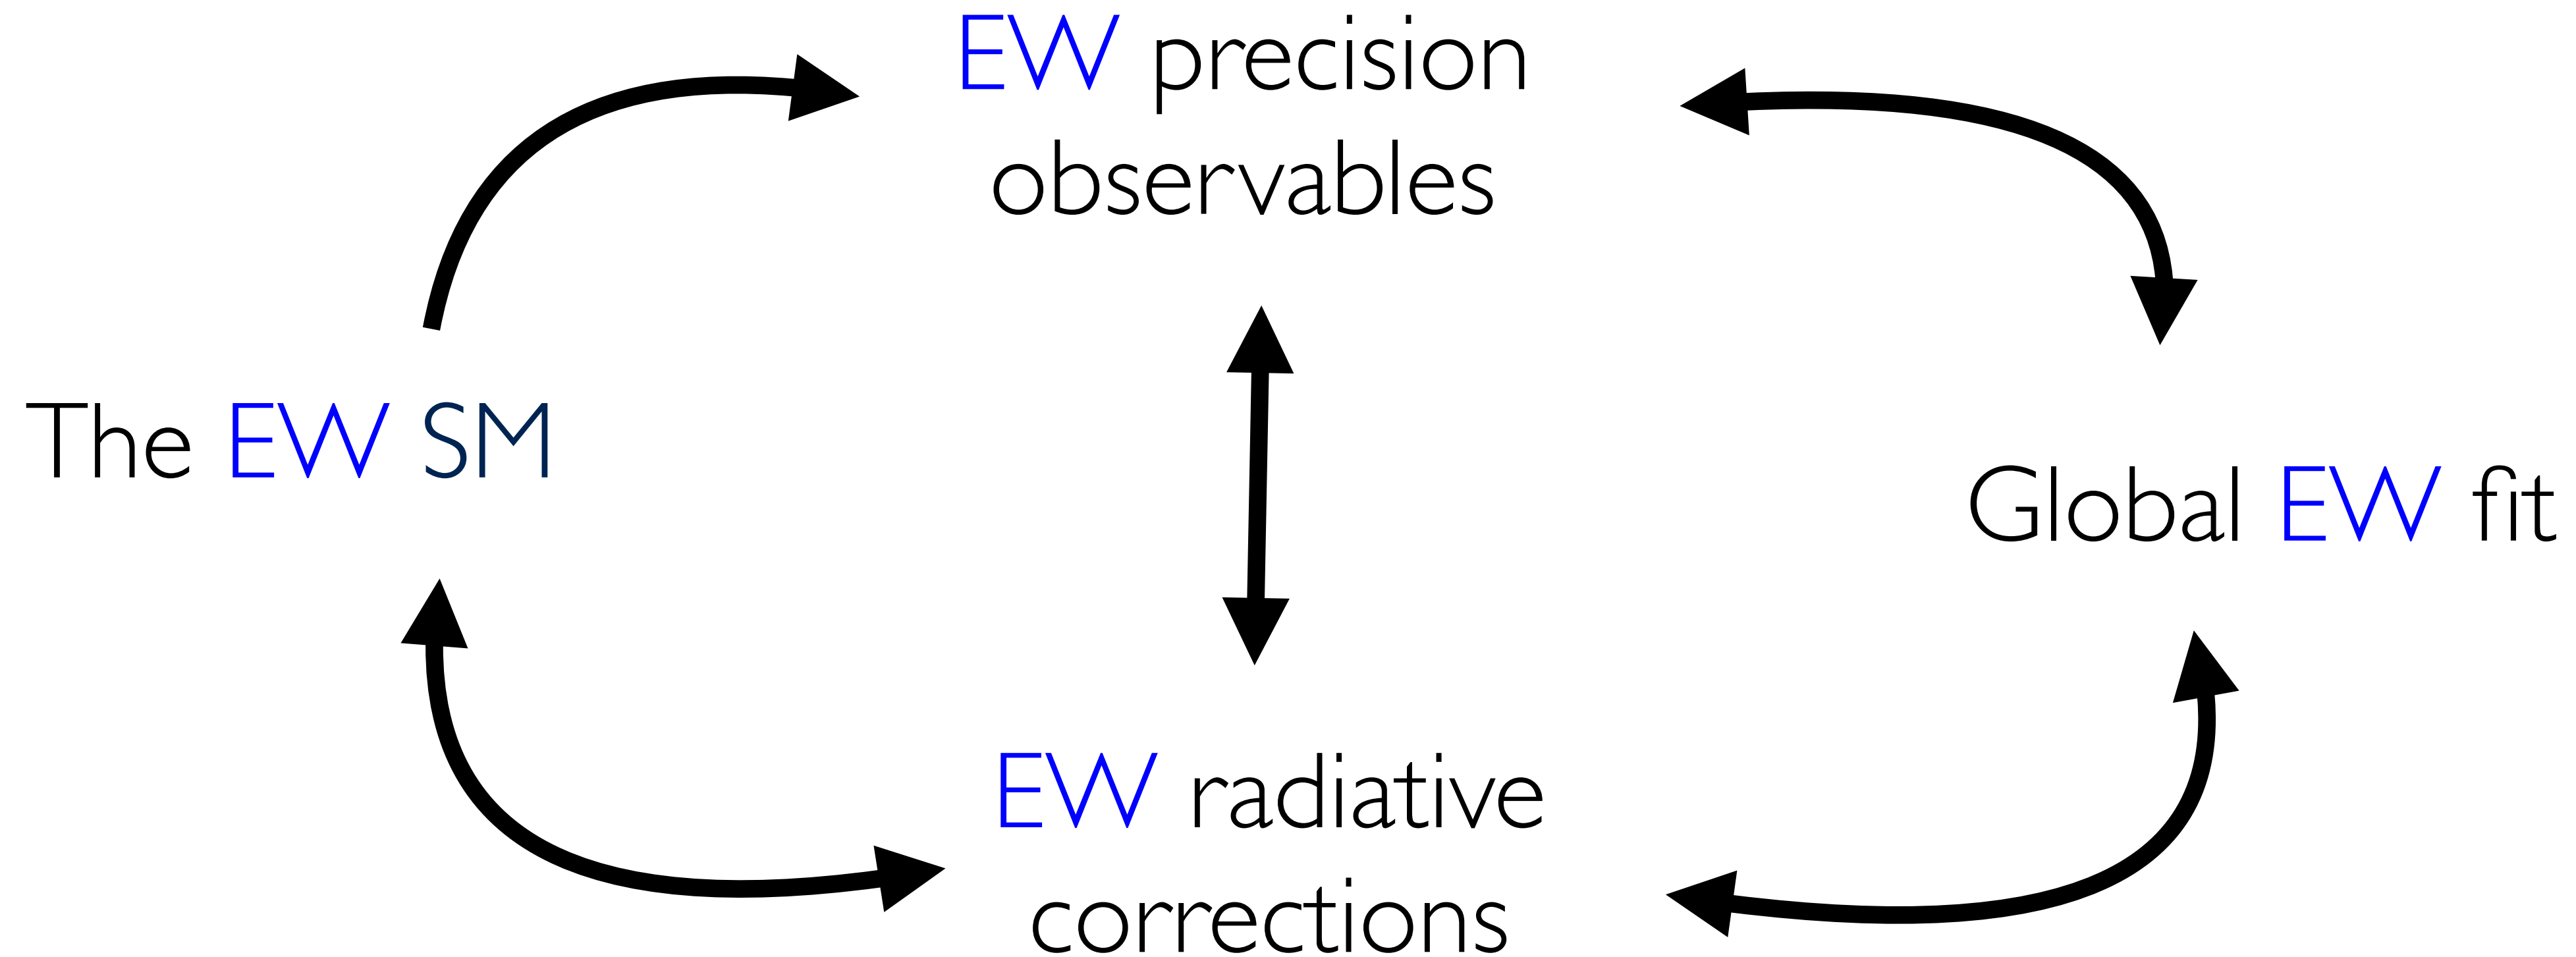 EW precision
observables
The EW SM
Global EW fit
EW radiative
corrections